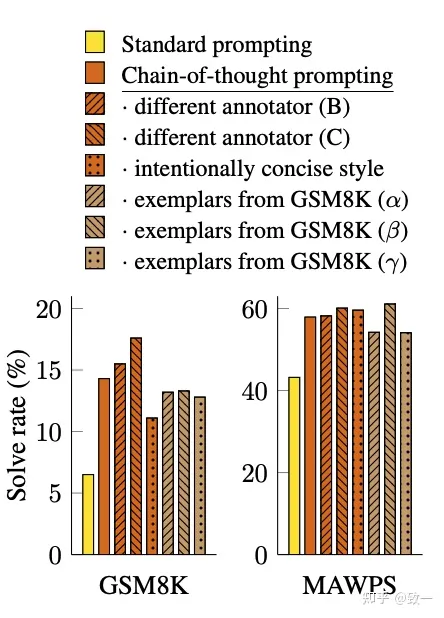 Standard prompting
Chain-of-thought prompting
· different annotator (B)
· different annotator (C)
· intentionally concise style
· exemplars from GSM8K (α)
· exemplars from GSM8K (β)
· exemplars from GSM8K (γ)
Solve rate (%)
20
15
10
5
0
GSM8K
60
40
20
0
MAWPS
知乎 @致一